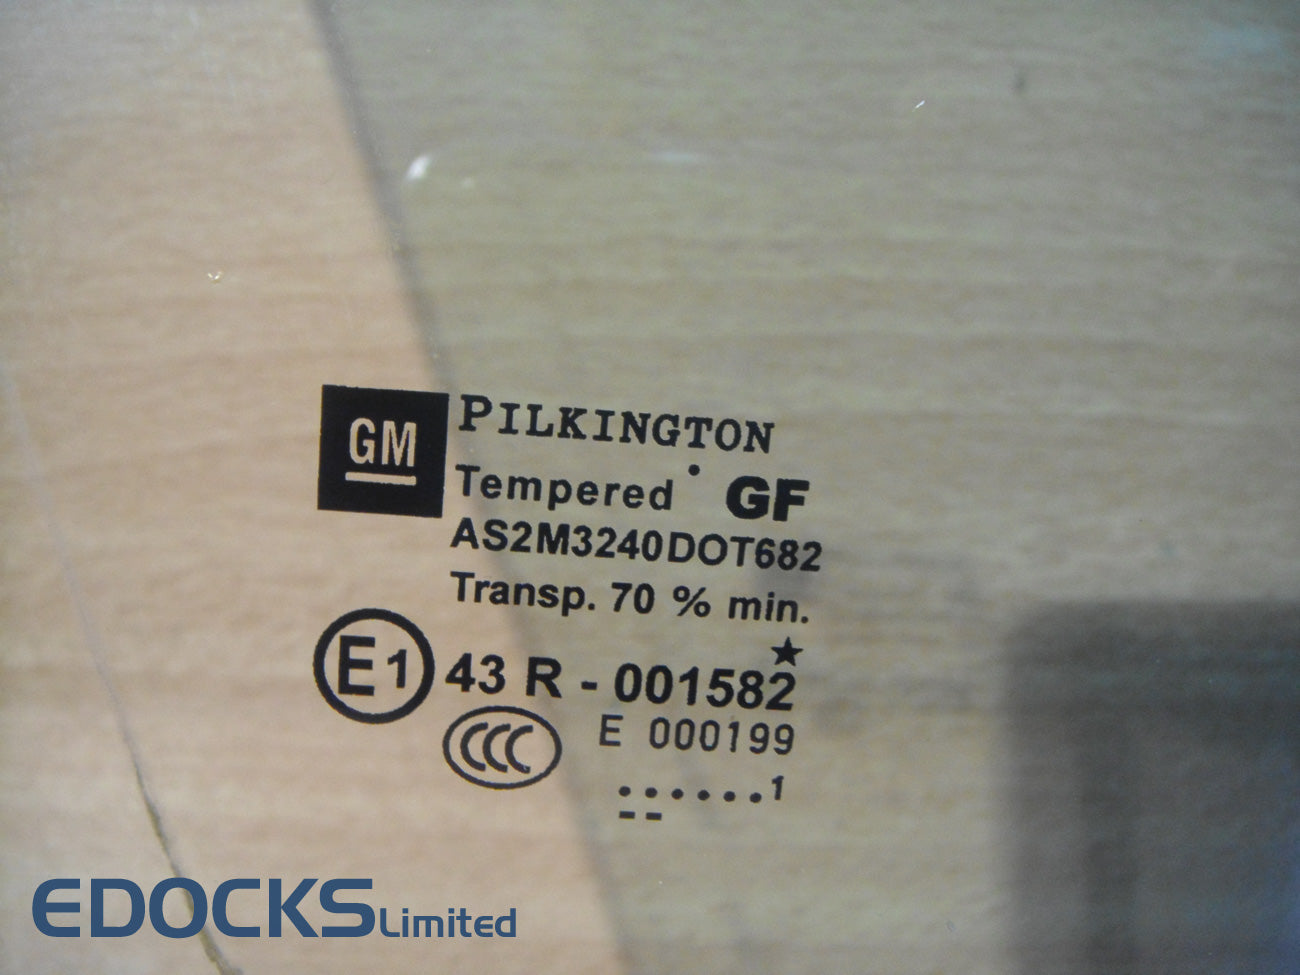 GM
PILKINGTON
Tempered GF
AS2M3240DOT682
Transp. 70 % min.
E1 43 R - 001582 ★
CCC E 000199
......1
--
EDOCKS Limited